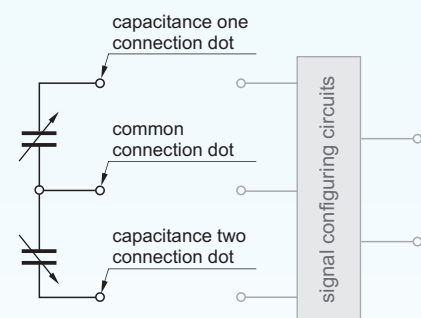 capacitance one
connection dot
common
connection dot
capacitance two
connection dot
signal configuring circuits